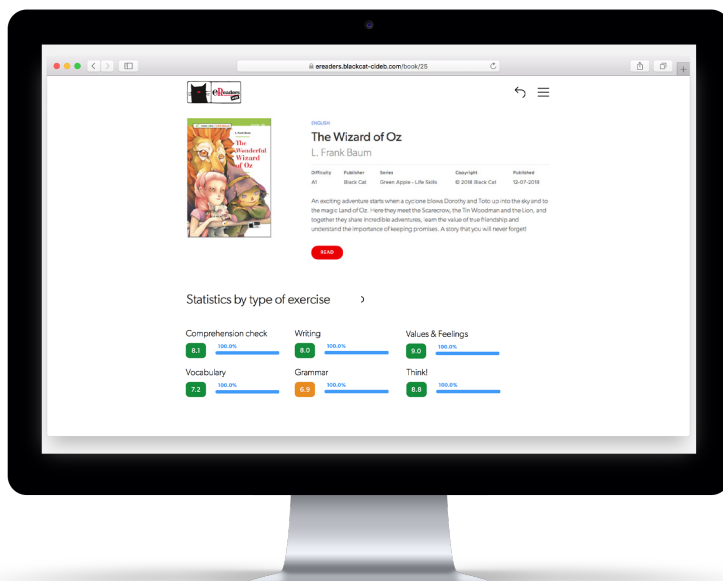 ereaders.blackcat-cideb.com/book/25
eReaders
ENGLISH
The Wizard of Oz
L. Frank Baum
The
Wonderful
Wizard
of Oz
Difficulty Publisher Series Copyright Published
A1 Black Cat Green Apple - Life Skills © 2018 Black Cat 12-07-2018
An exciting adventure starts when a cyclone blows Dorothy and Toto up into the sky and to
the magic Land of Oz. Here they meet the Scarecrow, the Tin Woodman and the Lion, and
together they share incredible adventures, learn the value of true friendship and
understand the importance of keeping promises. A story that you will never forget!
READ
Statistics by type of exercise
Comprehension check Writing Values & Feelings
8.1 100.0% 8.0 100.0% 9.0 100.0%
Vocabulary Grammar Think!
7.2 100.0% 6.9 100.0% 8.8 100.0%